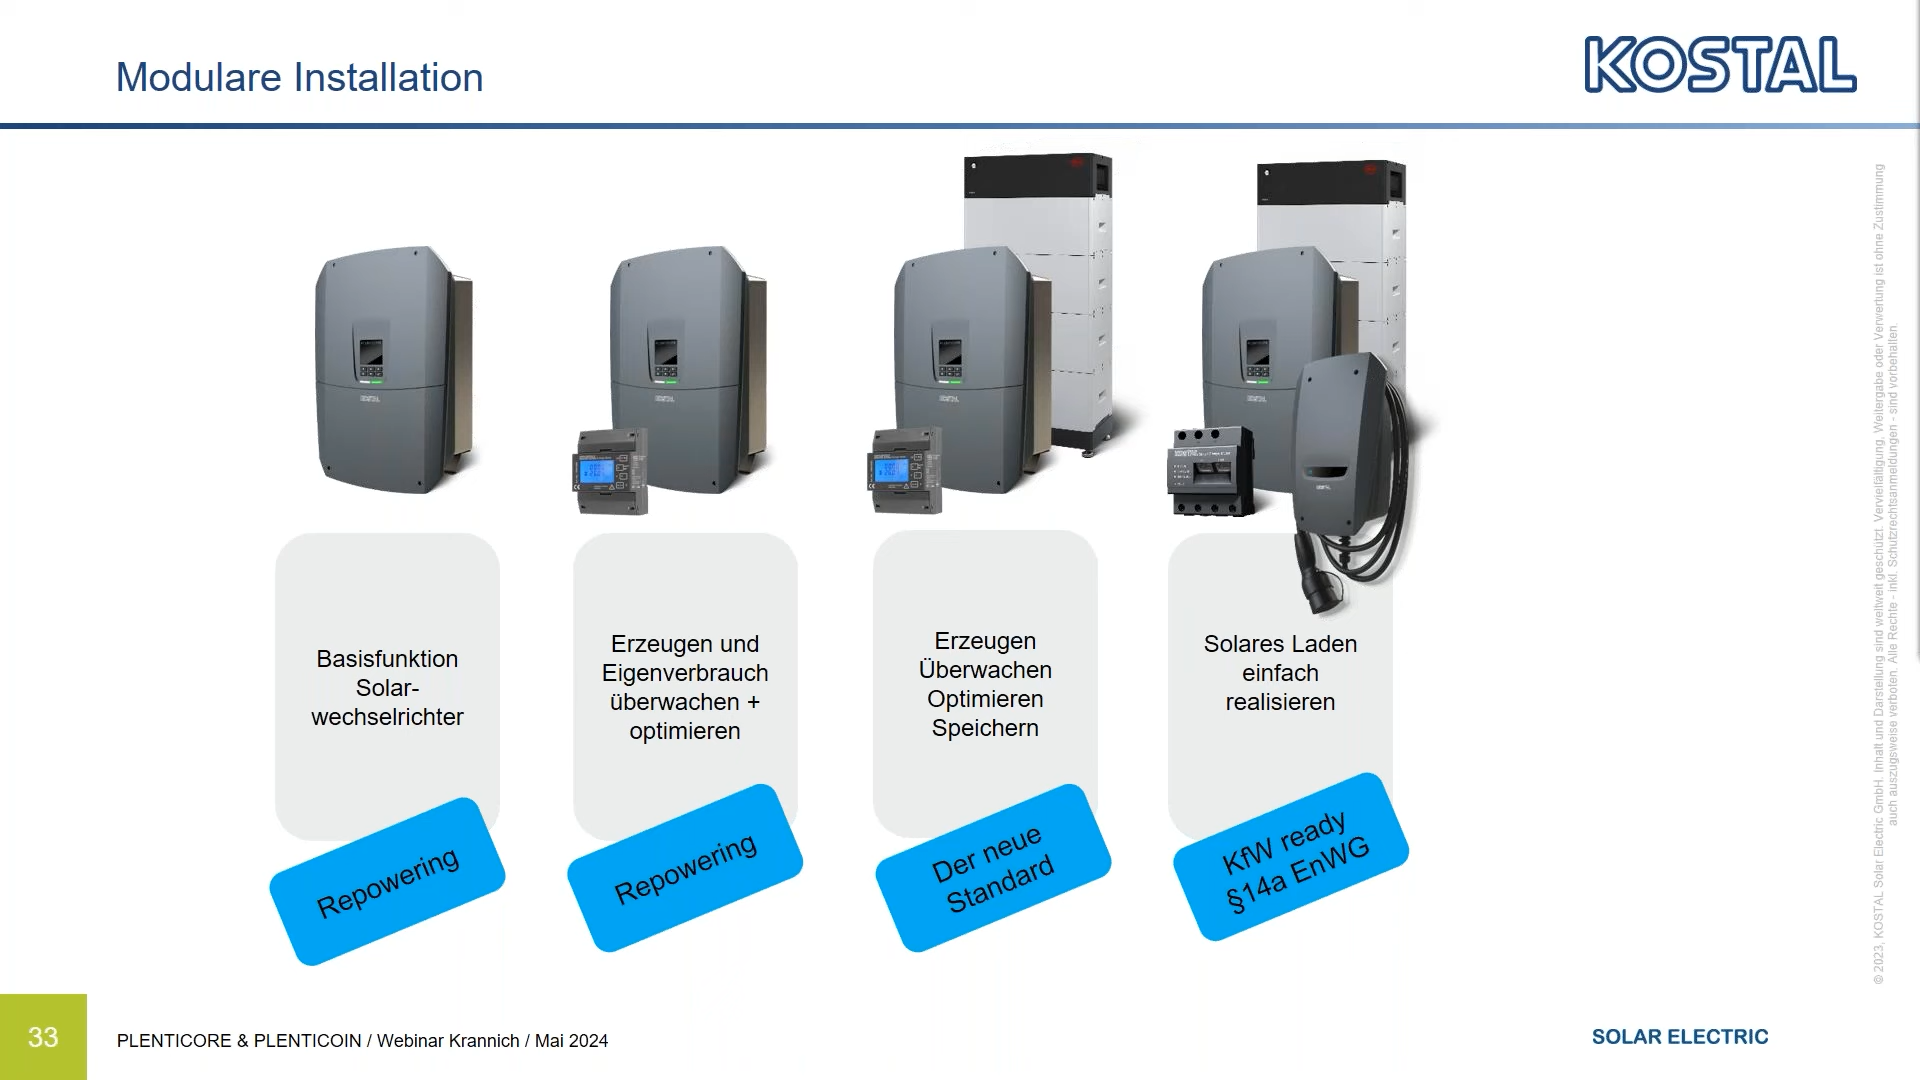 Modulare Installation
KOSTAL
Basisfunktion
Solar-
wechselrichter
Repowering
Erzeugen und
Eigenverbrauch
überwachen +
optimieren
Repowering
Erzeugen
Überwachen
Optimieren
Speichern
Der neue
Standard
Solares Laden
einfach
realisieren
KfW ready
§14a EnWG
© 2023, KOSTAL Solar Electric GmbH. Inhalt und Darstellung sind weltweit geschützt. Vervielfältigung, Weitergabe oder Verwertung ist ohne Zustimmung
auch auszugsweise verboten. Alle Rechte - inkl. Schutzrechtsanmeldungen - sind vorbehalten.
33
PLENTICORE & PLENTICOIN / Webinar Krannich / Mai 2024
SOLAR ELECTRIC